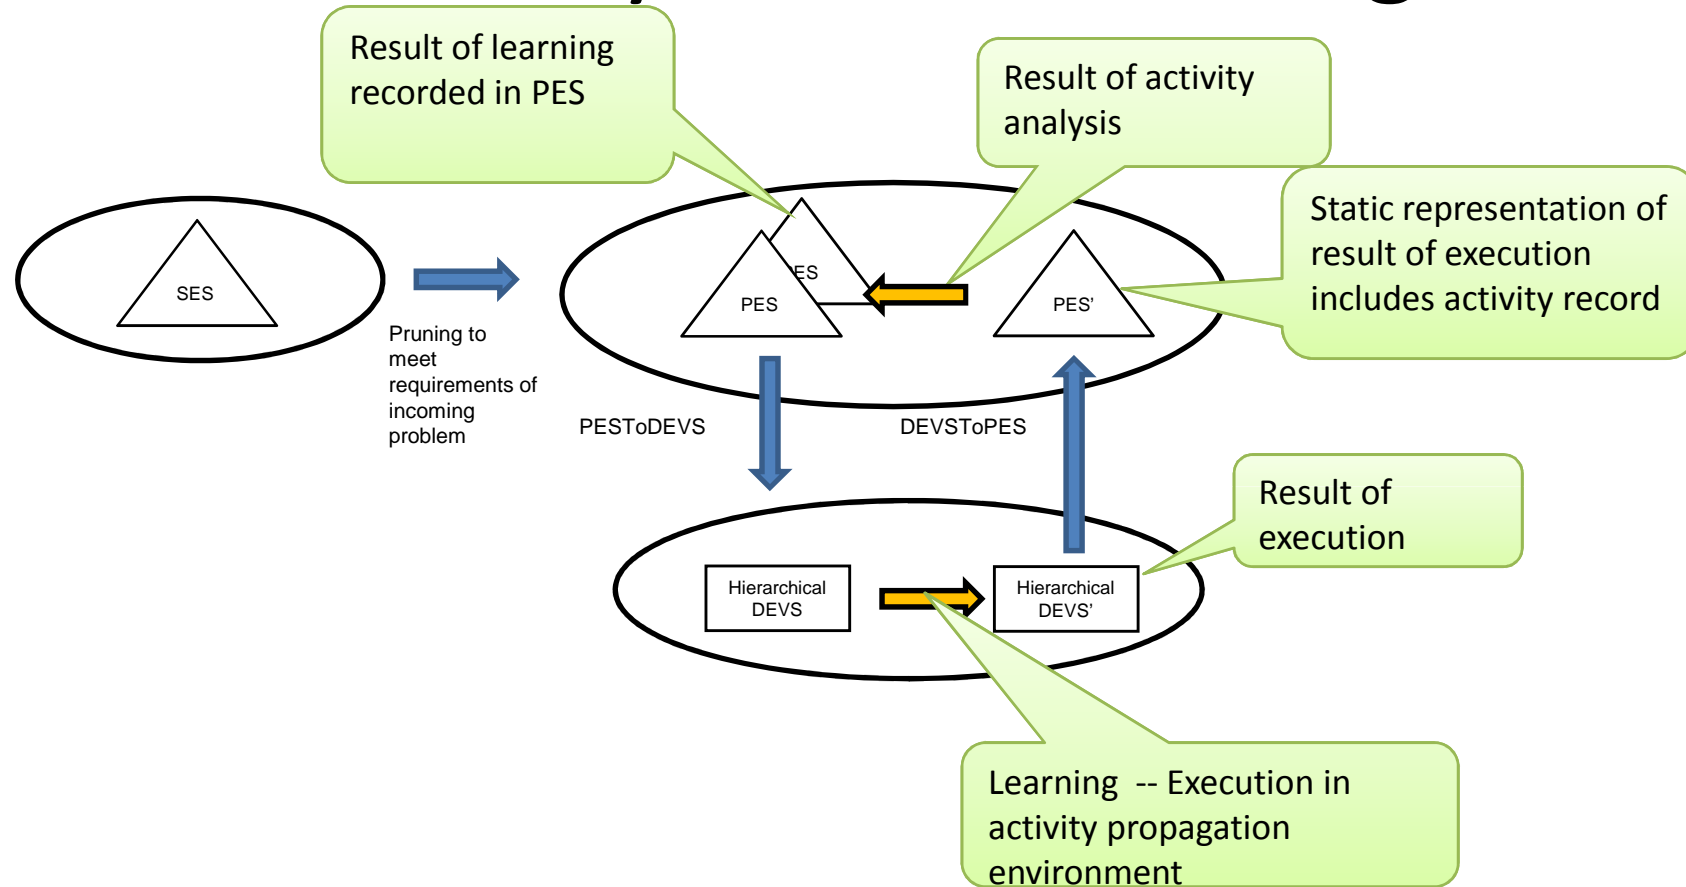 Result of learning
recorded in PES
Result of activity
analysis
Static representation of
result of execution
includes activity record
SES
ES
PES
PES’
Pruning to
meet
requirements of
incoming
problem
PESToDEVS
DEVSToPES
Result of
execution
Hierarchical
DEVS
Hierarchical
DEVS’
Learning -- Execution in
activity propagation
environment